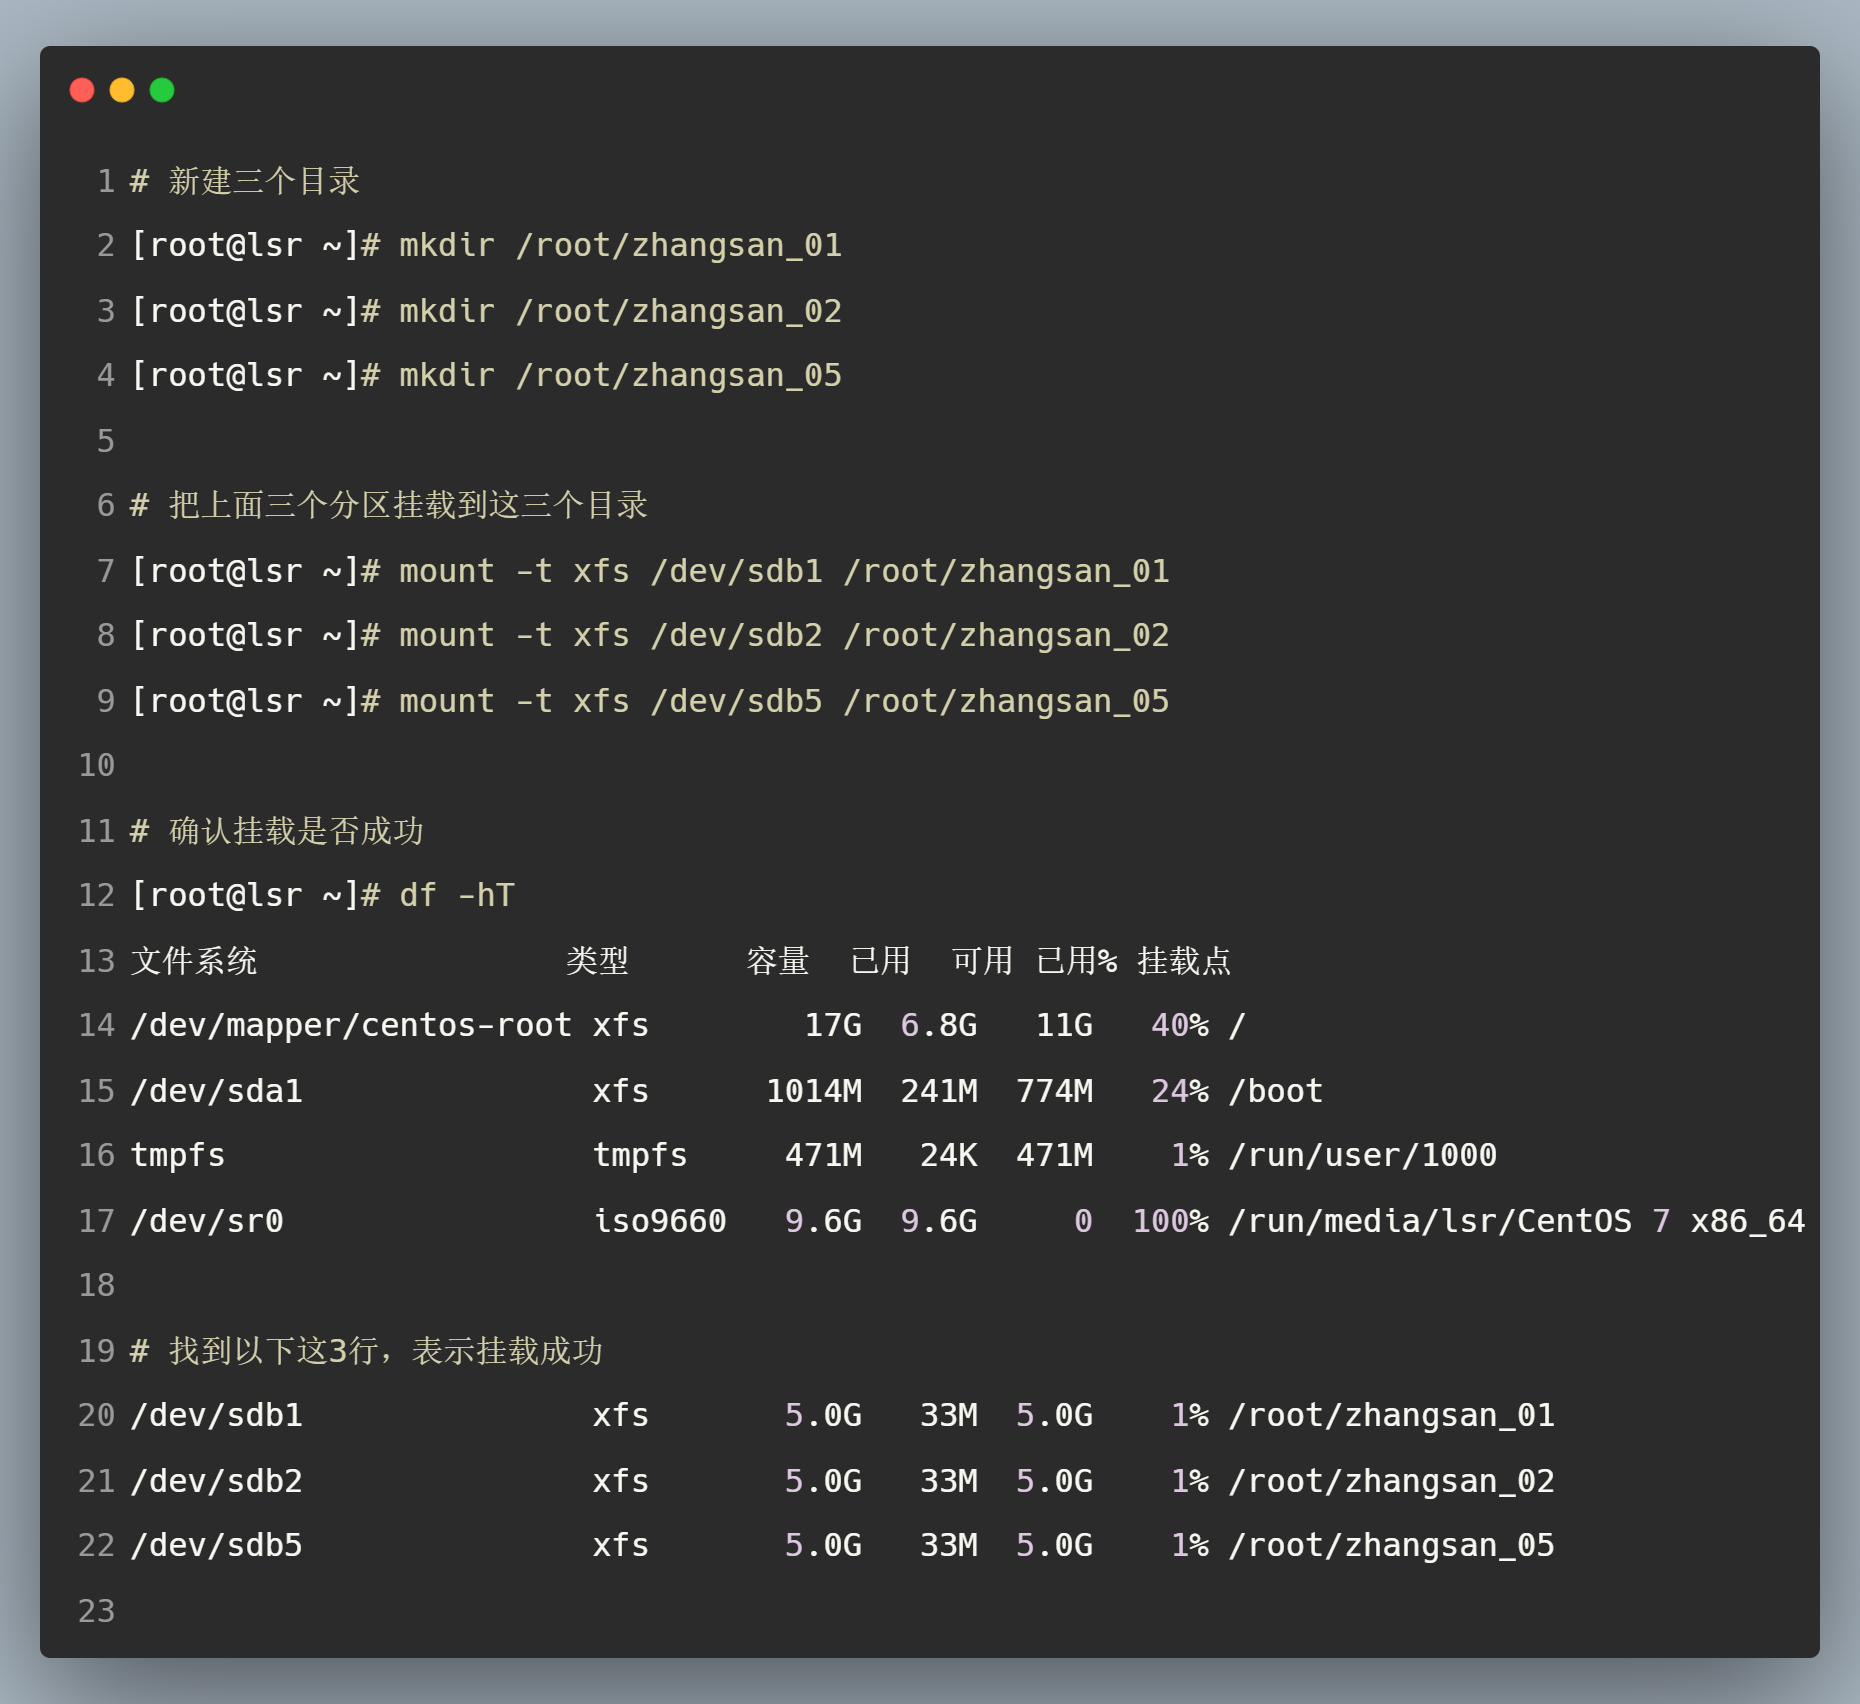 1 # 新建三个目录
2 [root@lsr ~]# mkdir /root/zhangsan_01
3 [root@lsr ~]# mkdir /root/zhangsan_02
4 [root@lsr ~]# mkdir /root/zhangsan_05
5
6 # 把上面三个分区挂载到这三个目录
7 [root@lsr ~]# mount -t xfs /dev/sdb1 /root/zhangsan_01
8 [root@lsr ~]# mount -t xfs /dev/sdb2 /root/zhangsan_02
9 [root@lsr ~]# mount -t xfs /dev/sdb5 /root/zhangsan_05
10
11 # 确认挂载是否成功
12 [root@lsr ~]# df -hT
13 文件系统                类型      容量  已用  可用 已用% 挂载点
14 /dev/mapper/centos-root xfs        17G  6.8G   11G   40% /
15 /dev/sda1               xfs      1014M  241M  774M   24% /boot
16 tmpfs                   tmpfs     471M   24K  471M    1% /run/user/1000
17 /dev/sr0                iso9660   9.6G  9.6G     0  100% /run/media/lsr/CentOS 7 x86_64
18
19 # 找到以下这3行，表示挂载成功
20 /dev/sdb1               xfs       5.0G   33M  5.0G    1% /root/zhangsan_01
21 /dev/sdb2               xfs       5.0G   33M  5.0G    1% /root/zhangsan_02
22 /dev/sdb5               xfs       5.0G   33M  5.0G    1% /root/zhangsan_05
23